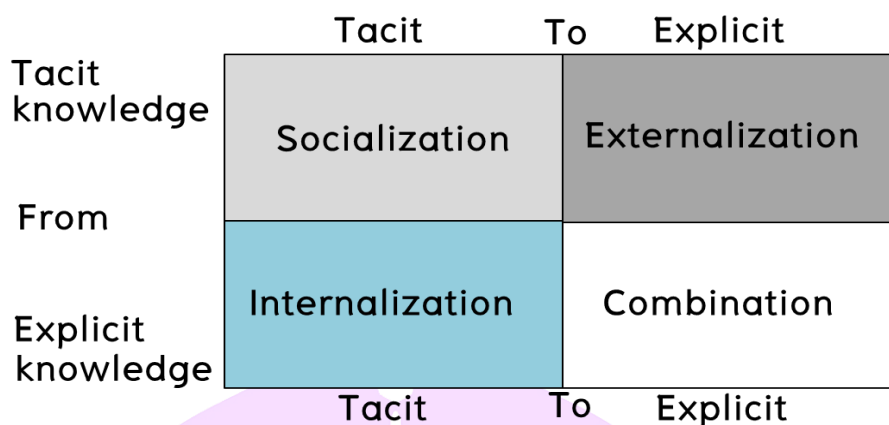 Tacit To Explicit
Tacit
knowledge
Socialization Externalization
From
Internalization Combination
Explicit
knowledge
Tacit To Explicit